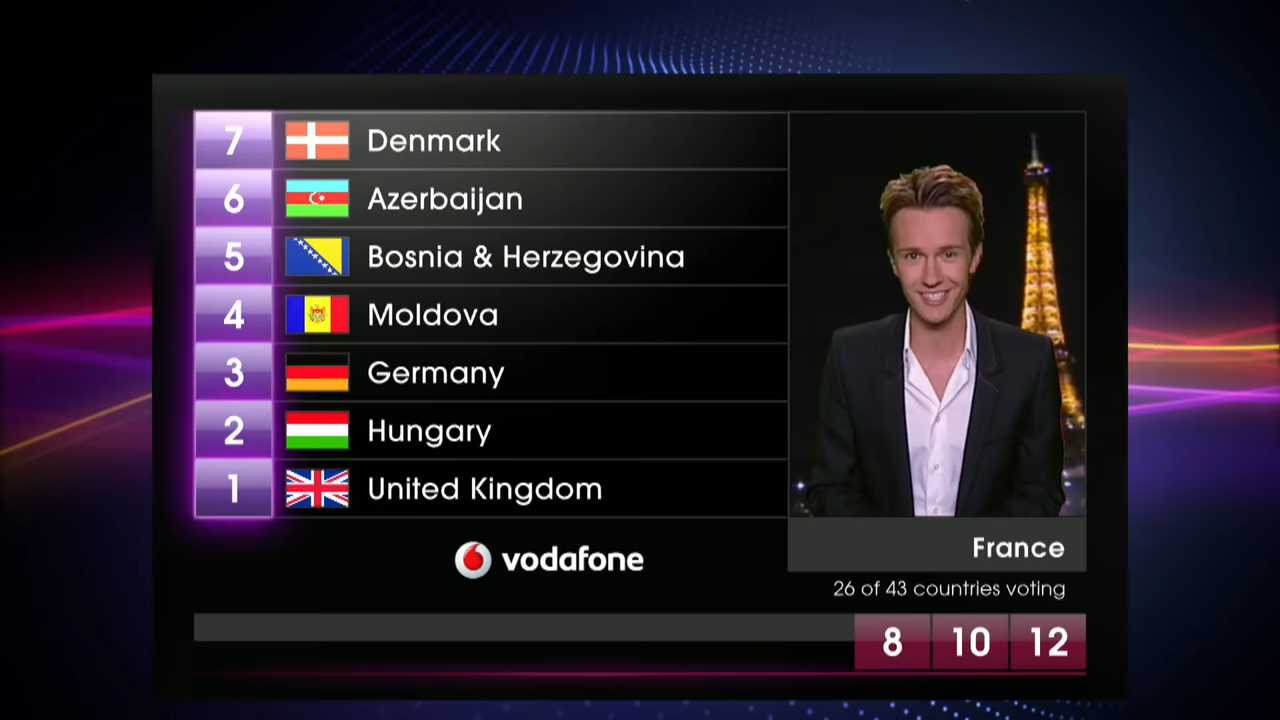 7 Denmark
6 Azerbaijan
5 Bosnia & Herzegovina
4 Moldova
3 Germany
2 Hungary
1 United Kingdom
vodafone
France
26 of 43 countries voting
8 10 12